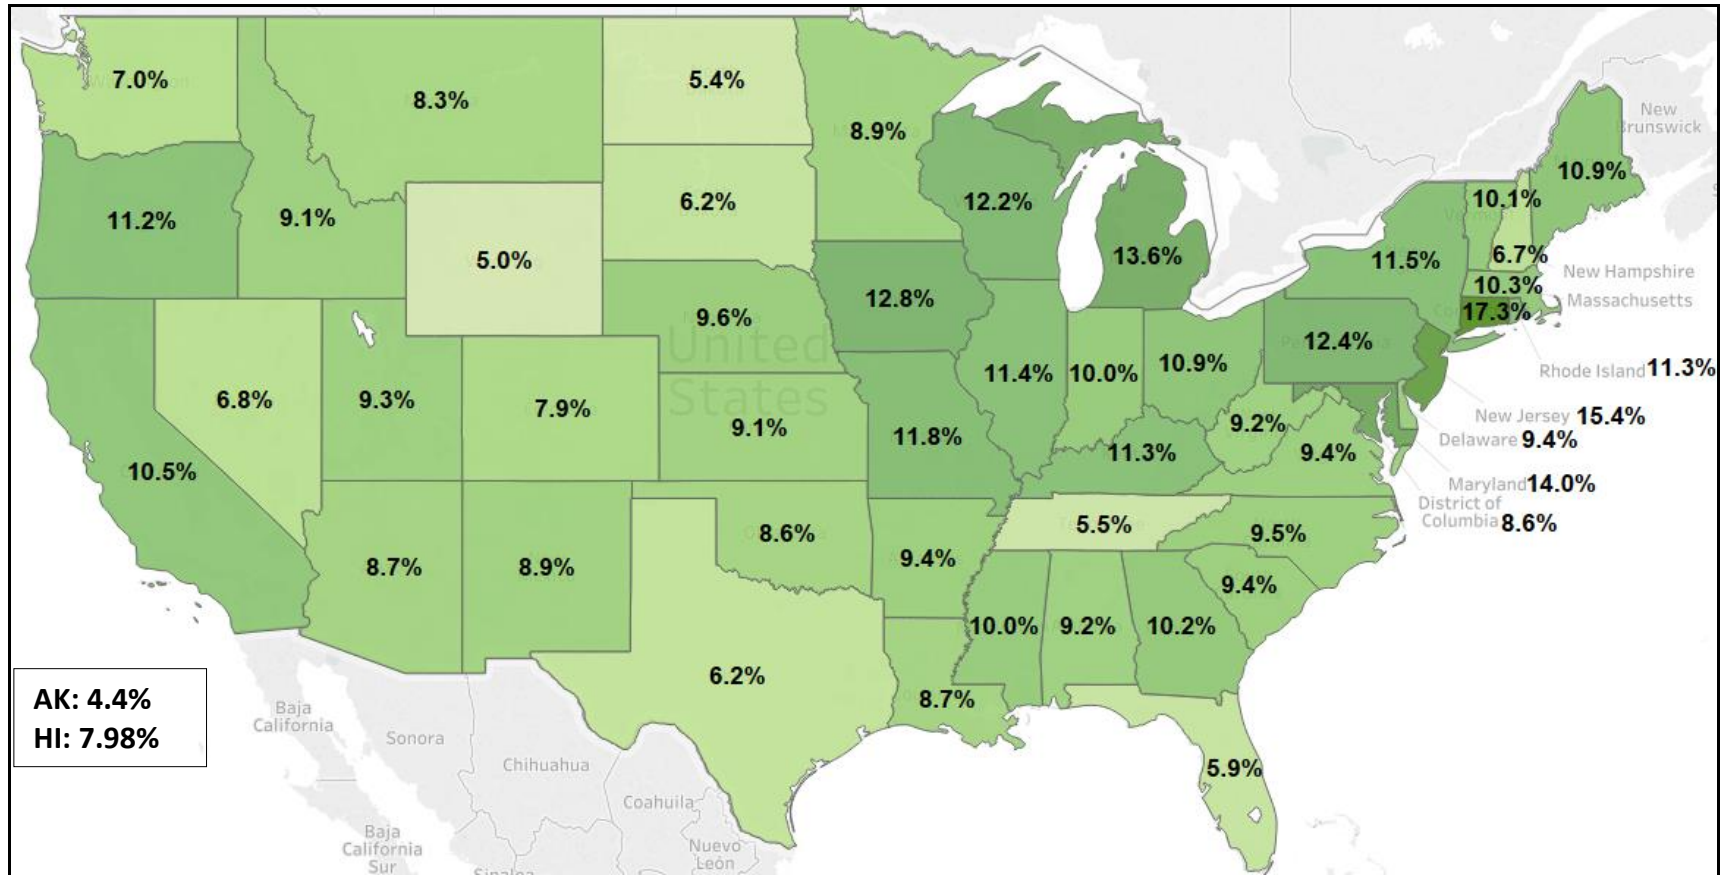 7.0%
8.3%
5.4%
8.9%
New
Brunswick
10.9%
11.2%
9.1%
5.0%
6.2%
12.2%
13.6%
10.1%
11.5%
6.7%
New Hampshire
10.3%
Massachusetts
17.3%
12.8%
9.6%
United
States
12.4%
Rhode Island 11.3%
6.8%
9.3%
7.9%
9.1%
11.4%
10.0%
10.9%
New Jersey 15.4%
Delaware 9.4%
10.5%
11.8%
11.3%
9.2%
9.4%
Maryland 14.0%
District of
Columbia 8.6%
8.7%
8.9%
8.6%
9.4%
5.5%
9.5%
9.4%
10.0%
9.2%
10.2%
6.2%
8.7%
5.9%
AK: 4.4%
HI: 7.98%
Baja
California
Sonora
Chihuahua
Coahuila
Nuevo
León
Baja
California
Sur
Sinaloa